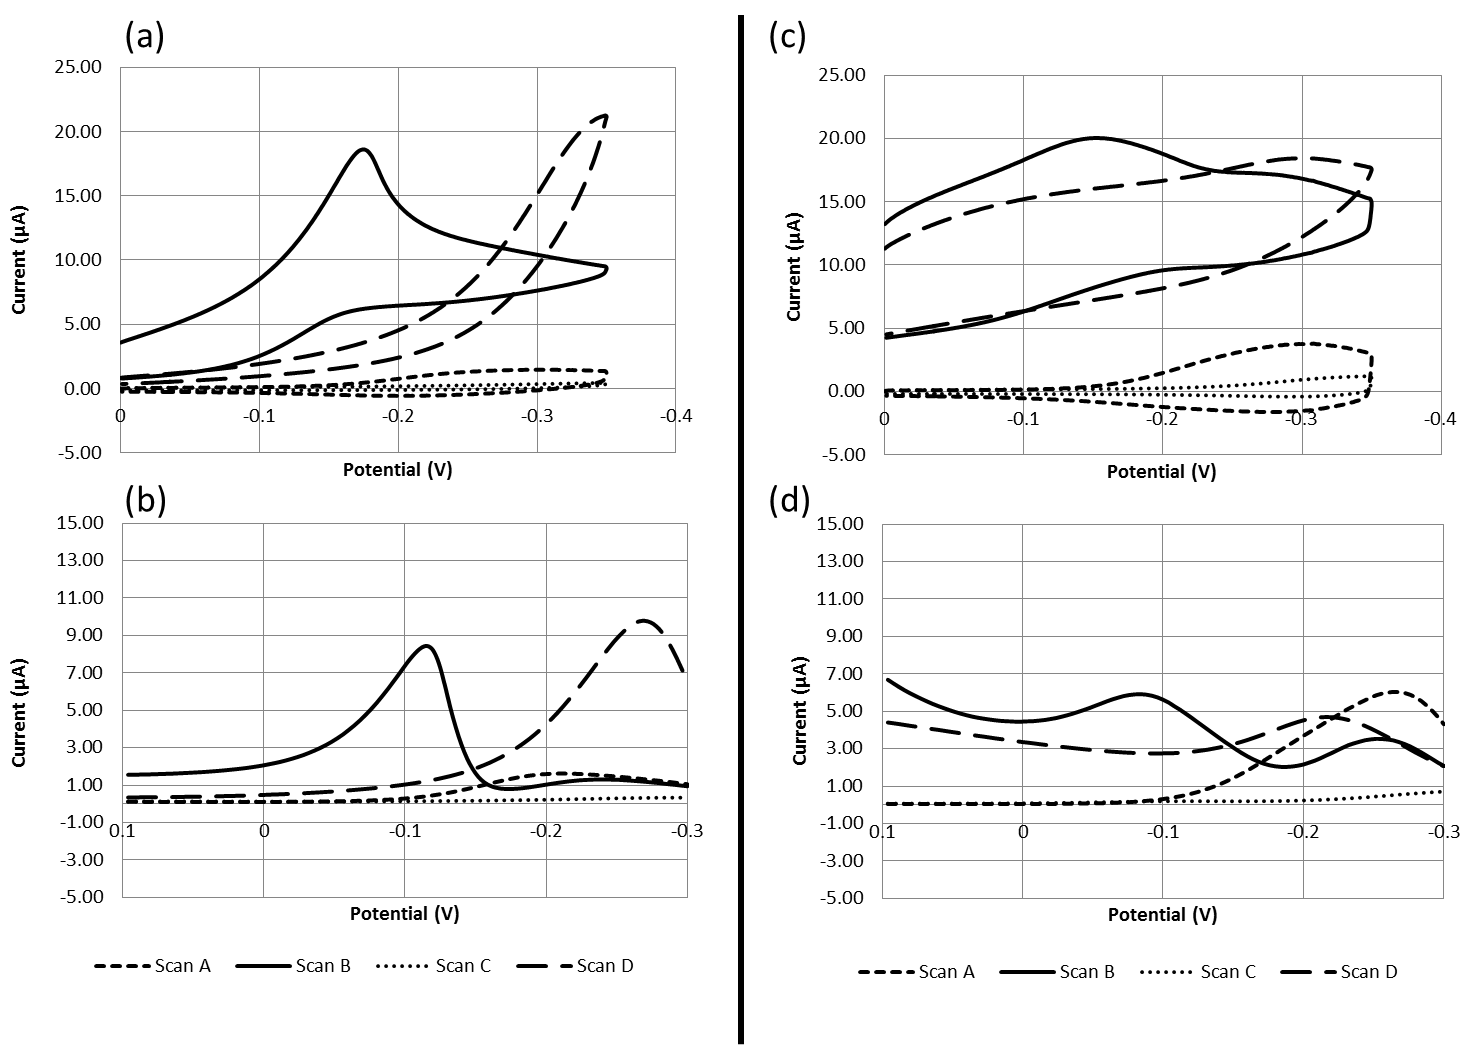 (a)
25.00
20.00
15.00
10.00
5.00
0.00
-5.00
0 -0.1 -0.2 -0.3 -0.4
Current (µA)
Potential (V)
(b)
15.00
13.00
11.00
9.00
7.00
5.00
3.00
1.00
-1.00
-3.00
-5.00
0.1 0 -0.1 -0.2 -0.3
Current (µA)
Potential (V)
Scan A Scan B Scan C Scan D
(c)
25.00
20.00
15.00
10.00
5.00
0.00
-5.00
0 -0.1 -0.2 -0.3 -0.4
Current (µA)
Potential (V)
(d)
15.00
13.00
11.00
9.00
7.00
5.00
3.00
1.00
-1.00
-3.00
-5.00
0.1 0 -0.1 -0.2 -0.3
Current (µA)
Potential (V)
Scan A Scan B Scan C Scan D